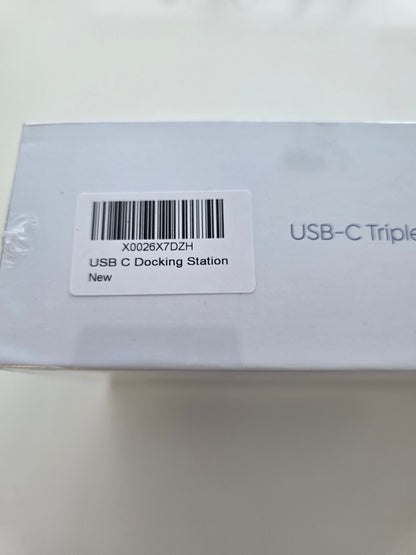 X0026X7DZH
USB C Docking Station
New
USB-C Triple